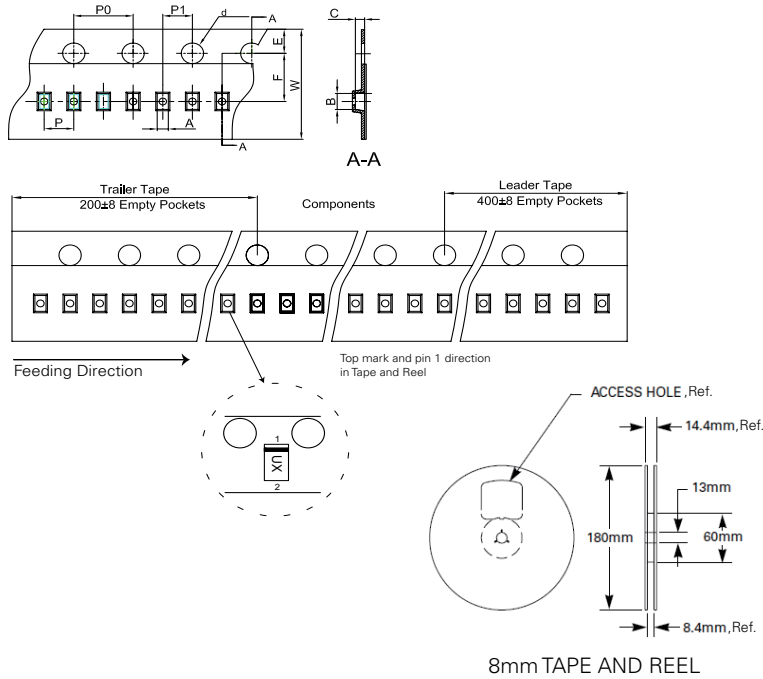 P0
P1
d
A
E
F
W
P
A
A
C
B
A-A
Trailer Tape
200±8 Empty Pockets
Components
Leader Tape
400±8 Empty Pockets
Feeding Direction
Top mark and pin 1 direction
in Tape and Reel
1
UX
2
ACCESS HOLE, Ref.
14.4mm, Ref.
13mm
180mm
60mm
8.4mm, Ref.
8mm TAPE AND REEL